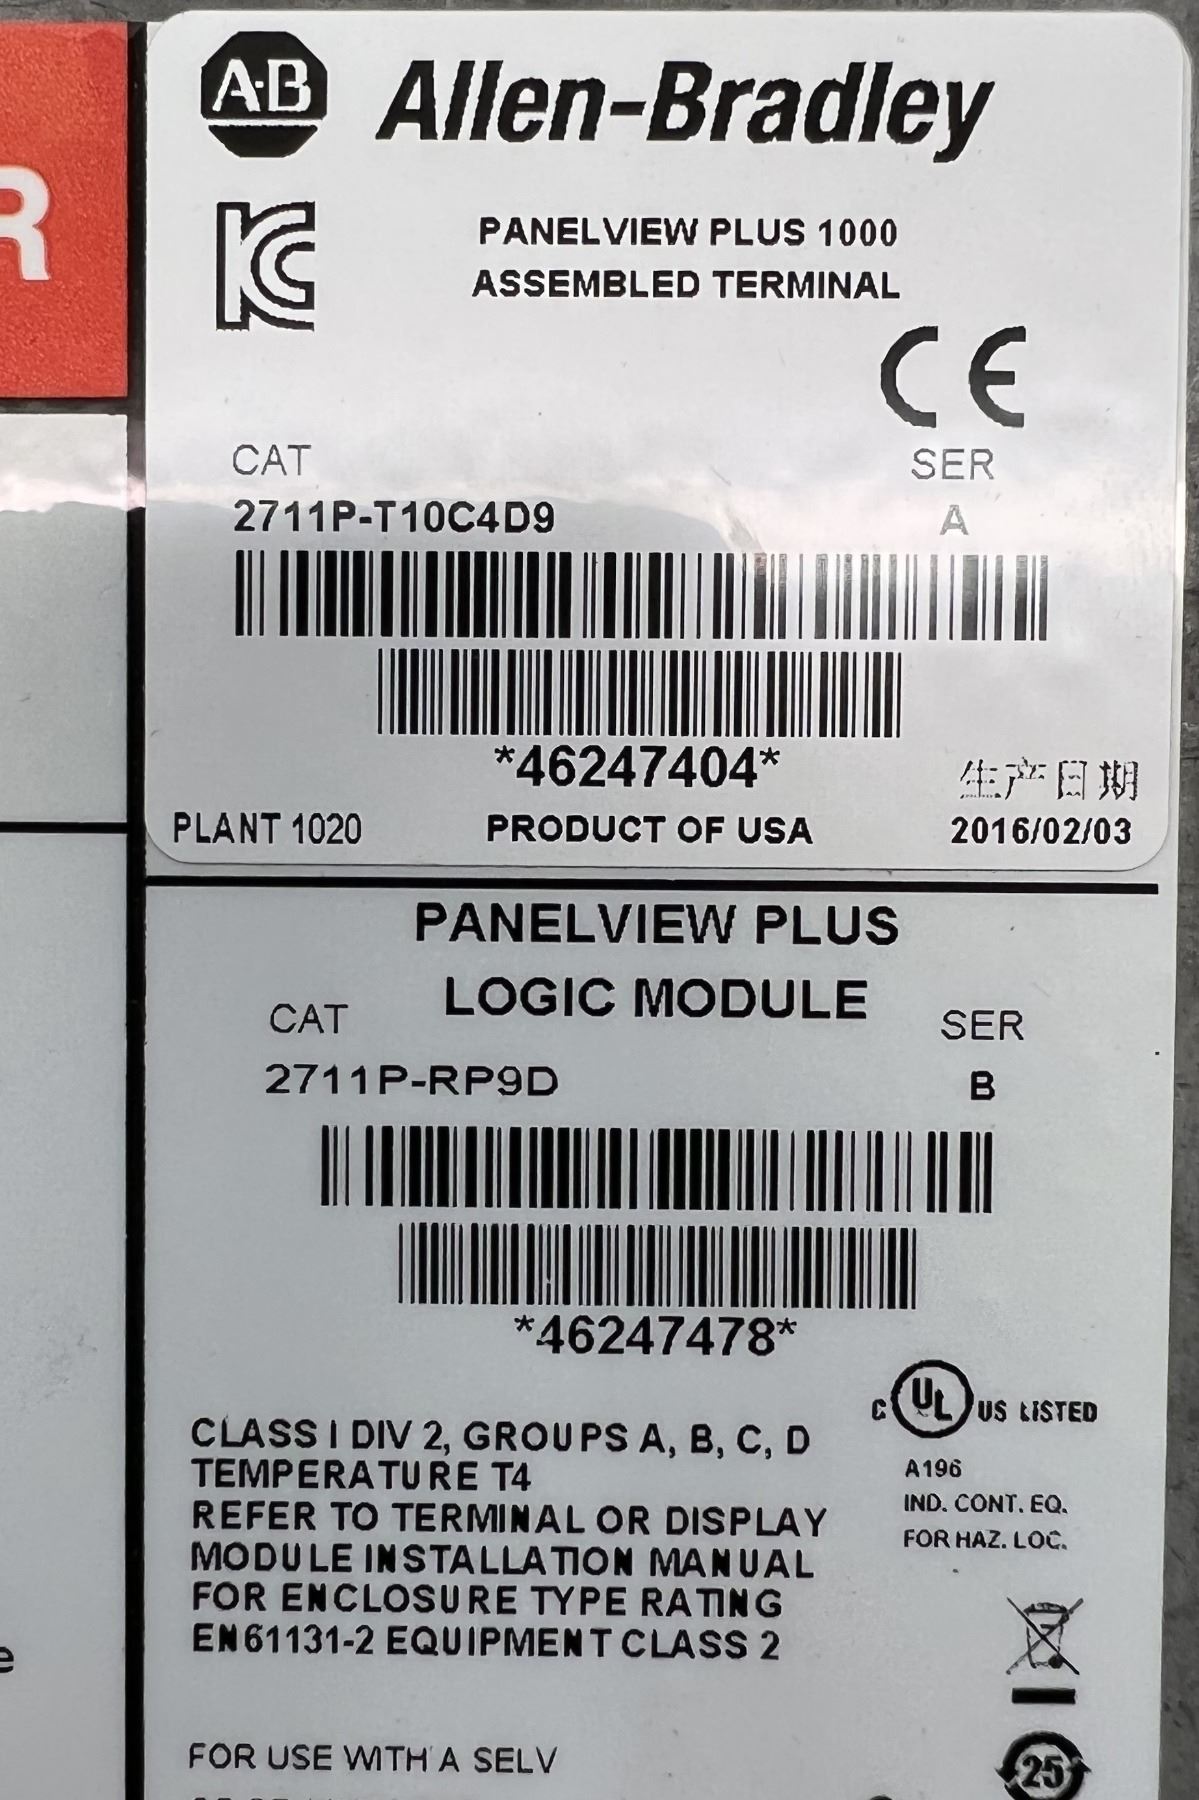 A·B Allen-Bradley
R
PANELVIEW PLUS 1000
ASSEMBLED TERMINAL
CE
CAT SER
2711P-T10C4D9 A
*46247404*
生产日期
PLANT 1020 PRODUCT OF USA 2016/02/03
PANELVIEW PLUS
LOGIC MODULE
CAT SER
2711P-RP9D B
*46247478*
C UL US LISTED
CLASS I DIV 2, GROUPS A, B, C, D
TEMPERATURE T4
REFER TO TERMINAL OR DISPLAY
MODULE INSTALLATION MANUAL
FOR ENCLOSURE TYPE RATING
EN61131-2 EQUIPMENT CLASS 2
A196
IND. CONT. EQ.
FOR HAZ. LOC.
e
FOR USE WITH A SELV
25